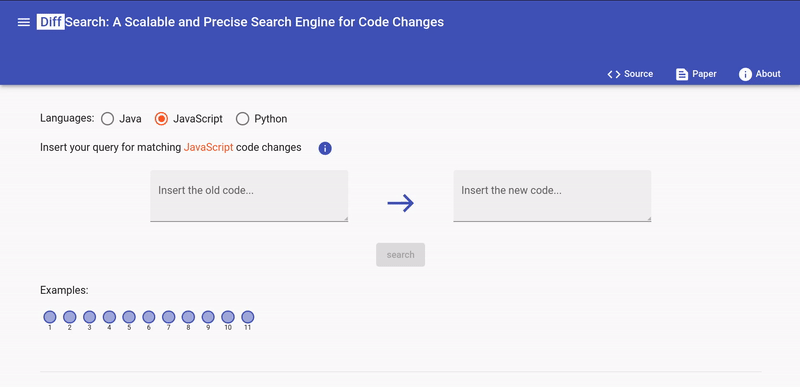 DiffSearch: A Scalable and Precise Search Engine for Code Changes
Source Paper About
Languages: Java JavaScript Python
Insert your query for matching JavaScript code changes
Insert the old code... Insert the new code...
search
Examples:
1 2 3 4 5 6 7 8 9 10 11